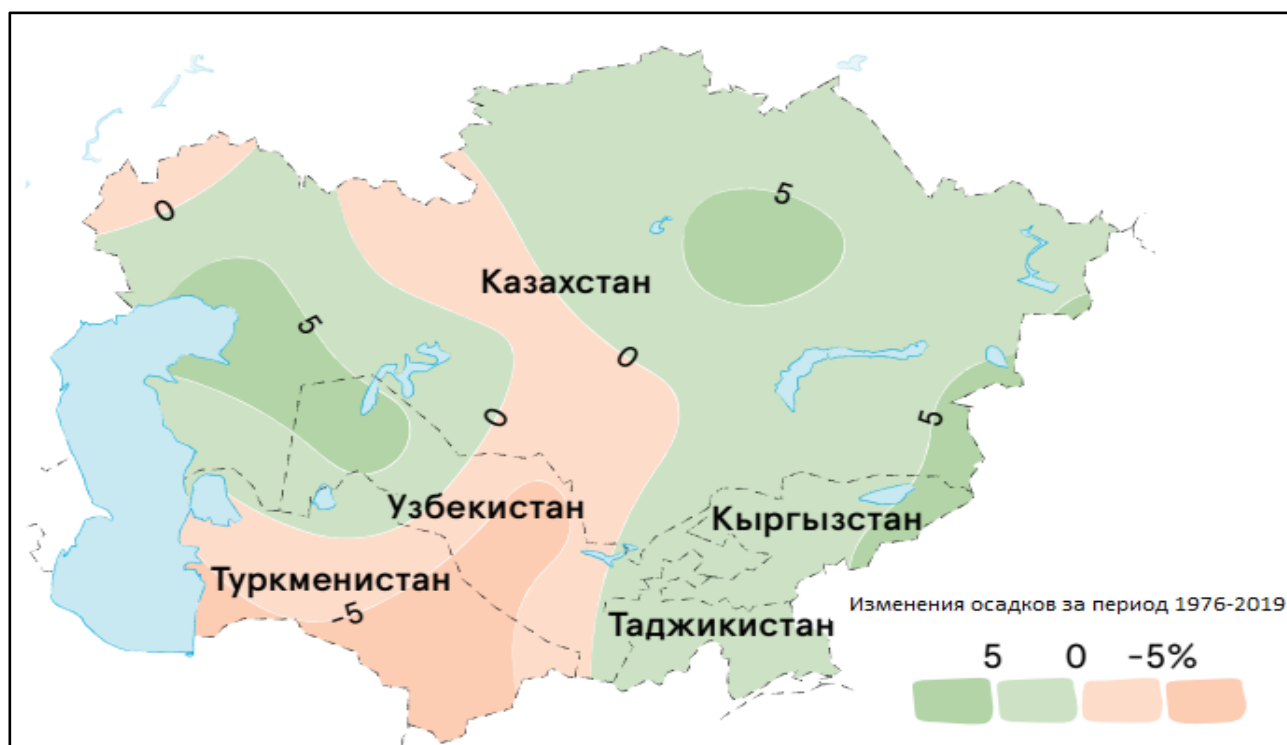 5
0
Казахстан
5
0
0
5
Узбекистан
Кыргызстан
Туркменистан
-5
Таджикистан
Изменения осадков за период 1976-2019
5 0 -5%